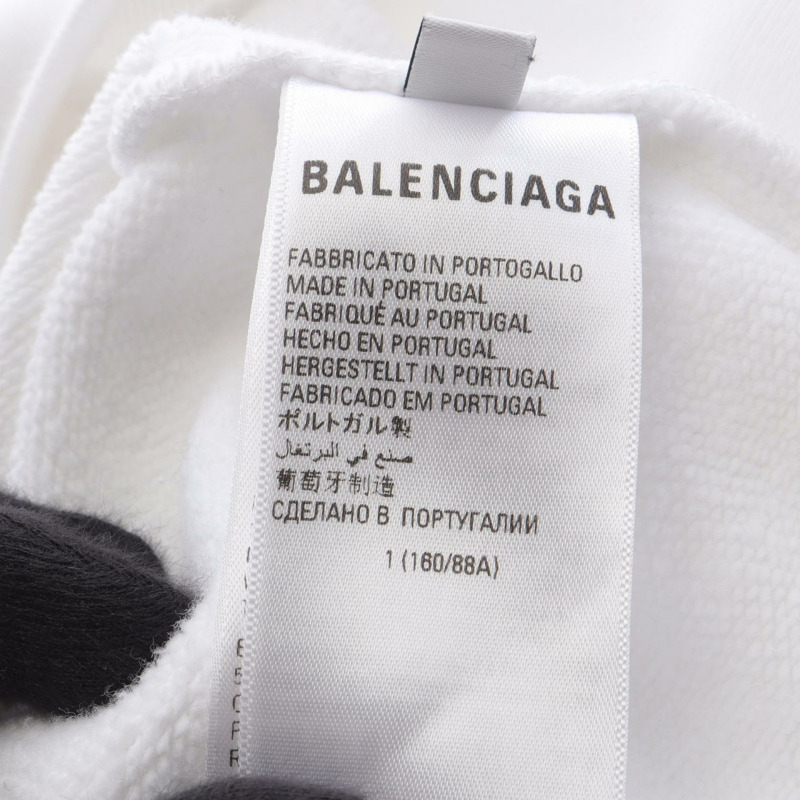 BALENCIAGA
FABBRICATO IN PORTOGALLO
MADE IN PORTUGAL
FABRIQUÉ AU PORTUGAL
HECHO EN PORTUGAL
HERGESTELLT IN PORTUGAL
FABRICADO EM PORTUGAL
ポルトガル製
صنع في البرتغال
葡萄牙制造
СДЕЛАНО В ПОРТУГАЛИИ
1 (160/88A)